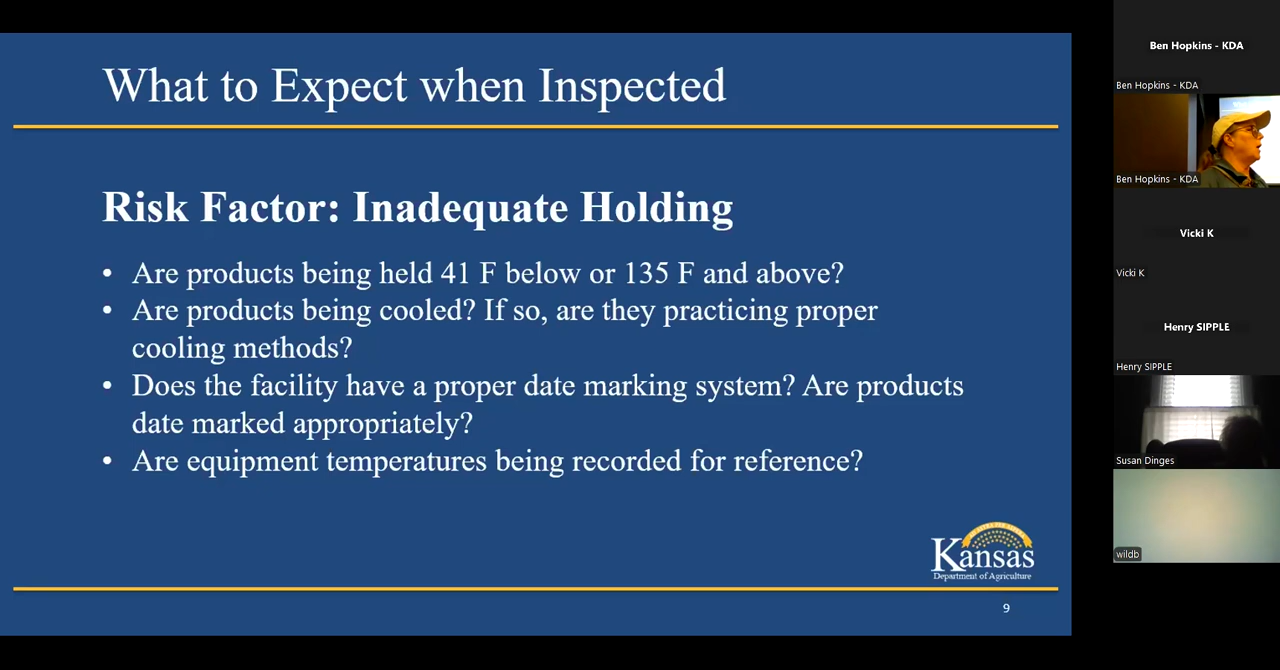 What to Expect when Inspected
Risk Factor: Inadequate Holding
• Are products being held 41 F below or 135 F and above?
• Are products being cooled? If so, are they practicing proper
cooling methods?
• Does the facility have a proper date marking system? Are products
date marked appropriately?
• Are equipment temperatures being recorded for reference?
Kansas
Department of Agriculture
9
Ben Hopkins - KDA
Ben Hopkins - KDA
Ben Hopkins - KDA
Vicki K
Vicki K
Henry SIPPLE
Henry SIPPLE
Susan Dinges
wildb